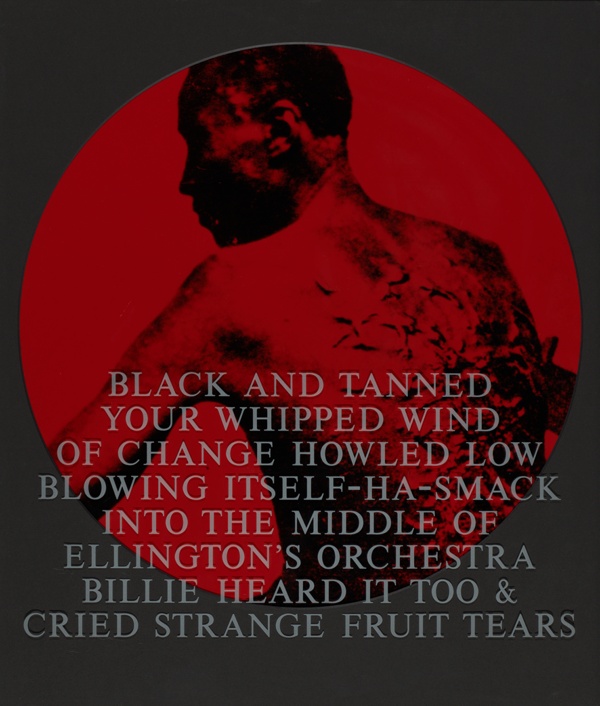 BLACK AND TANNED
YOUR WHIPPED WIND
OF CHANGE HOWLED LOW
BLOWING ITSELF-HA-SMACK
INTO THE MIDDLE OF
ELLINGTON'S ORCHESTRA
BILLIE HEARD IT TOO &
CRIED STRANGE FRUIT TEARS